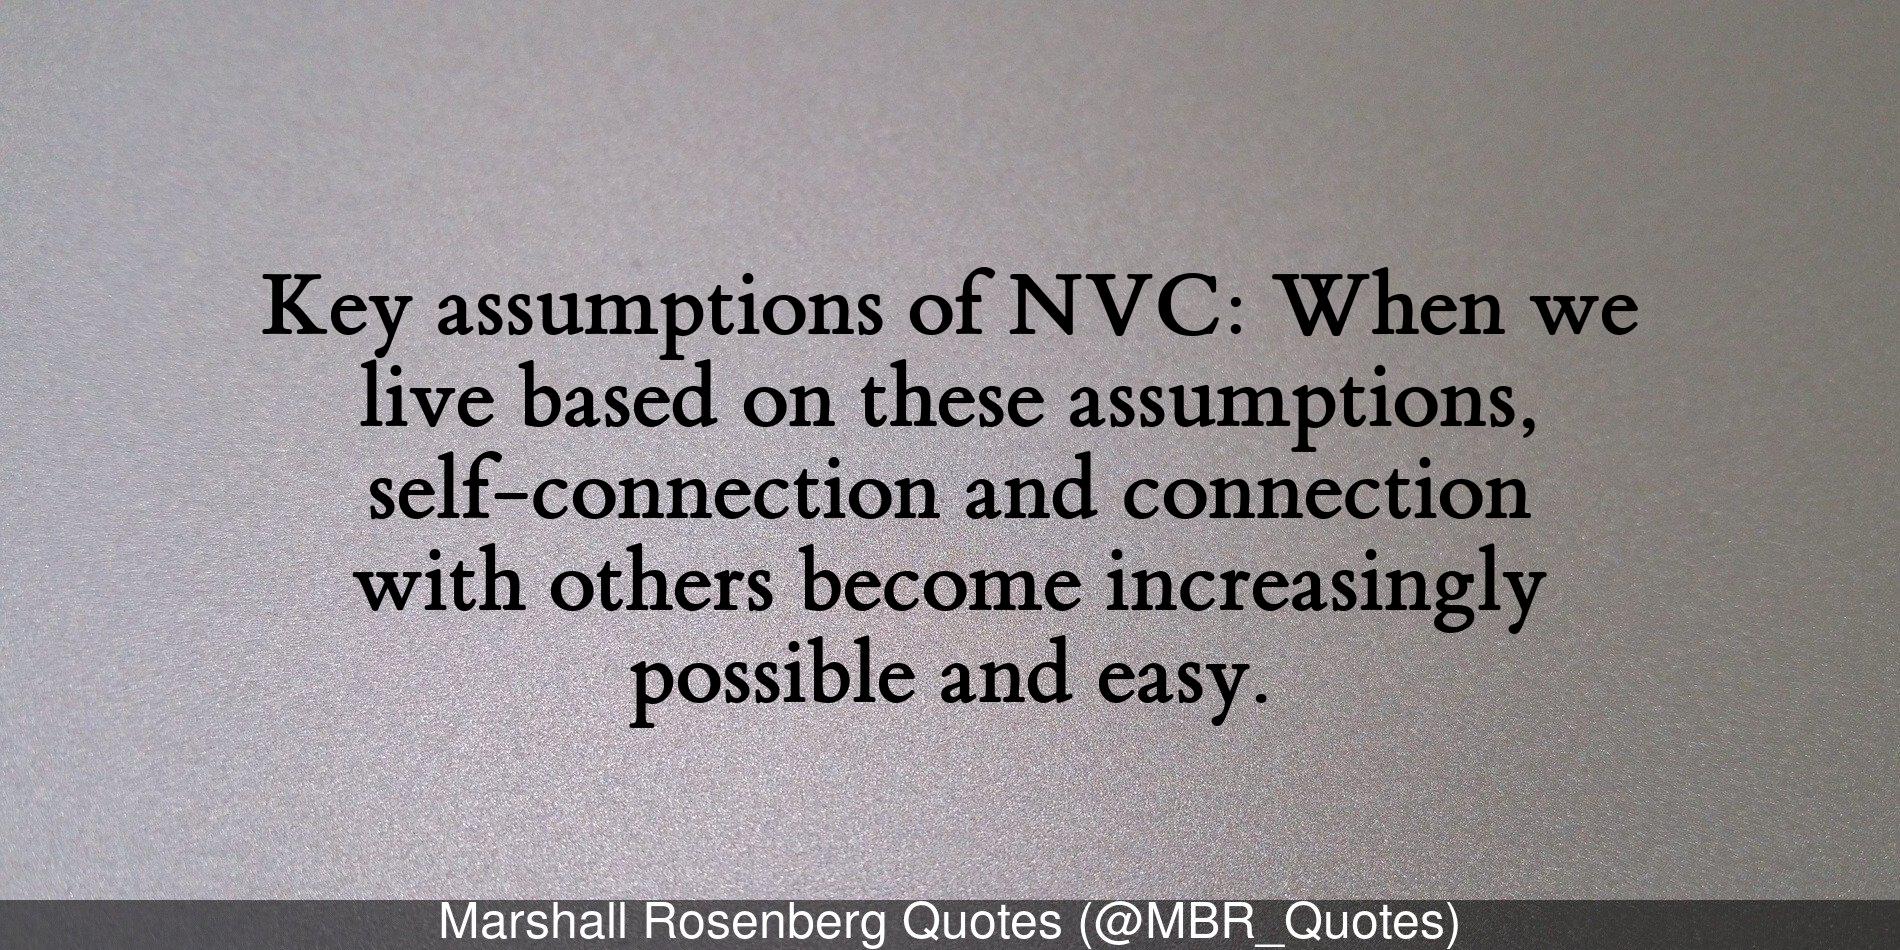 Key assumptions of NVC: When we
live based on these assumptions,
self-connection and connection
with others become increasingly
possible and easy.
Marshall Rosenberg Quotes (@MBR_Quotes)